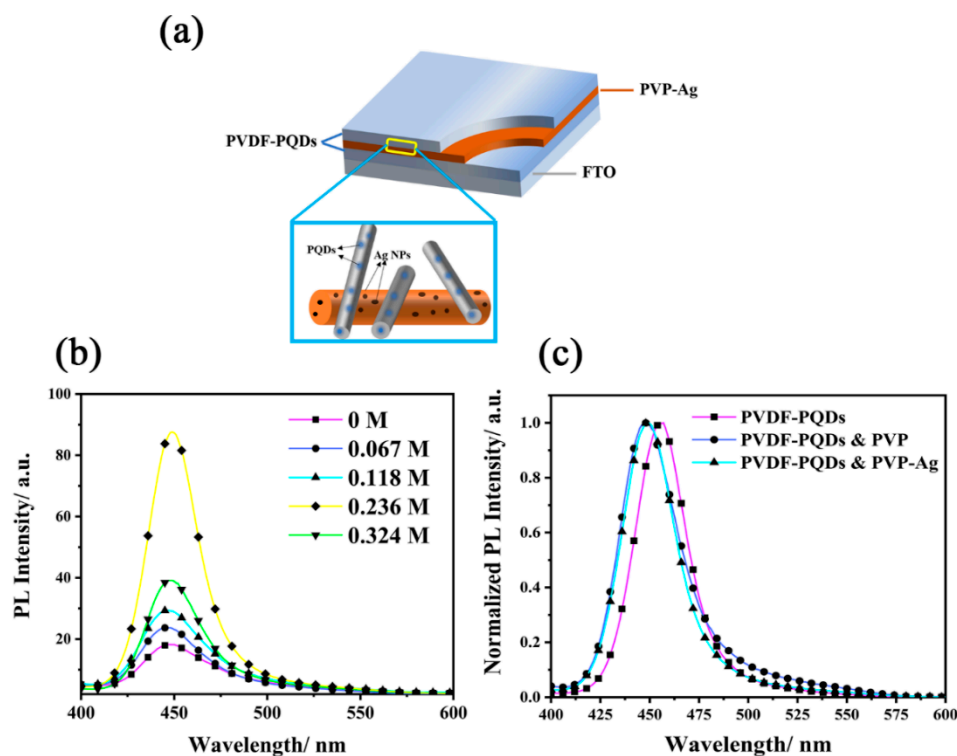 (a)
PVP-Ag
PVDF-PQDs
FTO
PQDs
Ag NPs
(b)
100
80
60
40
20
400
450
500
550
600
PL Intensity/ a.u.
Wavelength/ nm
0 M
0.067 M
0.118 M
0.236 M
0.324 M
(c)
1.0
0.8
0.6
0.4
0.2
0.0
400
425
450
475
500
525
550
575
600
Normalized PL Intensity/ a.u.
Wavelength/ nm
PVDF-PQDs
PVDF-PQDs & PVP
PVDF-PQDs & PVP-Ag